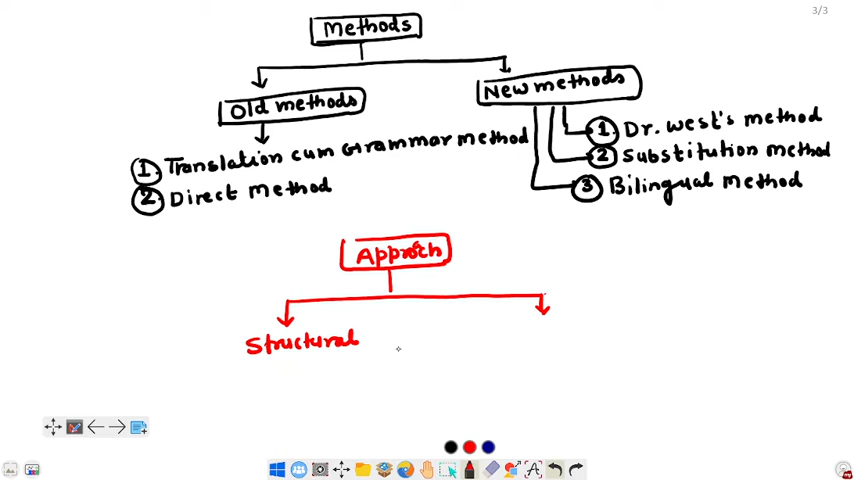 3/3
Methods
Old methods
New methods
1. Translation cum Grammar method
2. Direct Method
1. Dr. west's method
2 Substitution method
3 Bilingual method
Approch
Structural